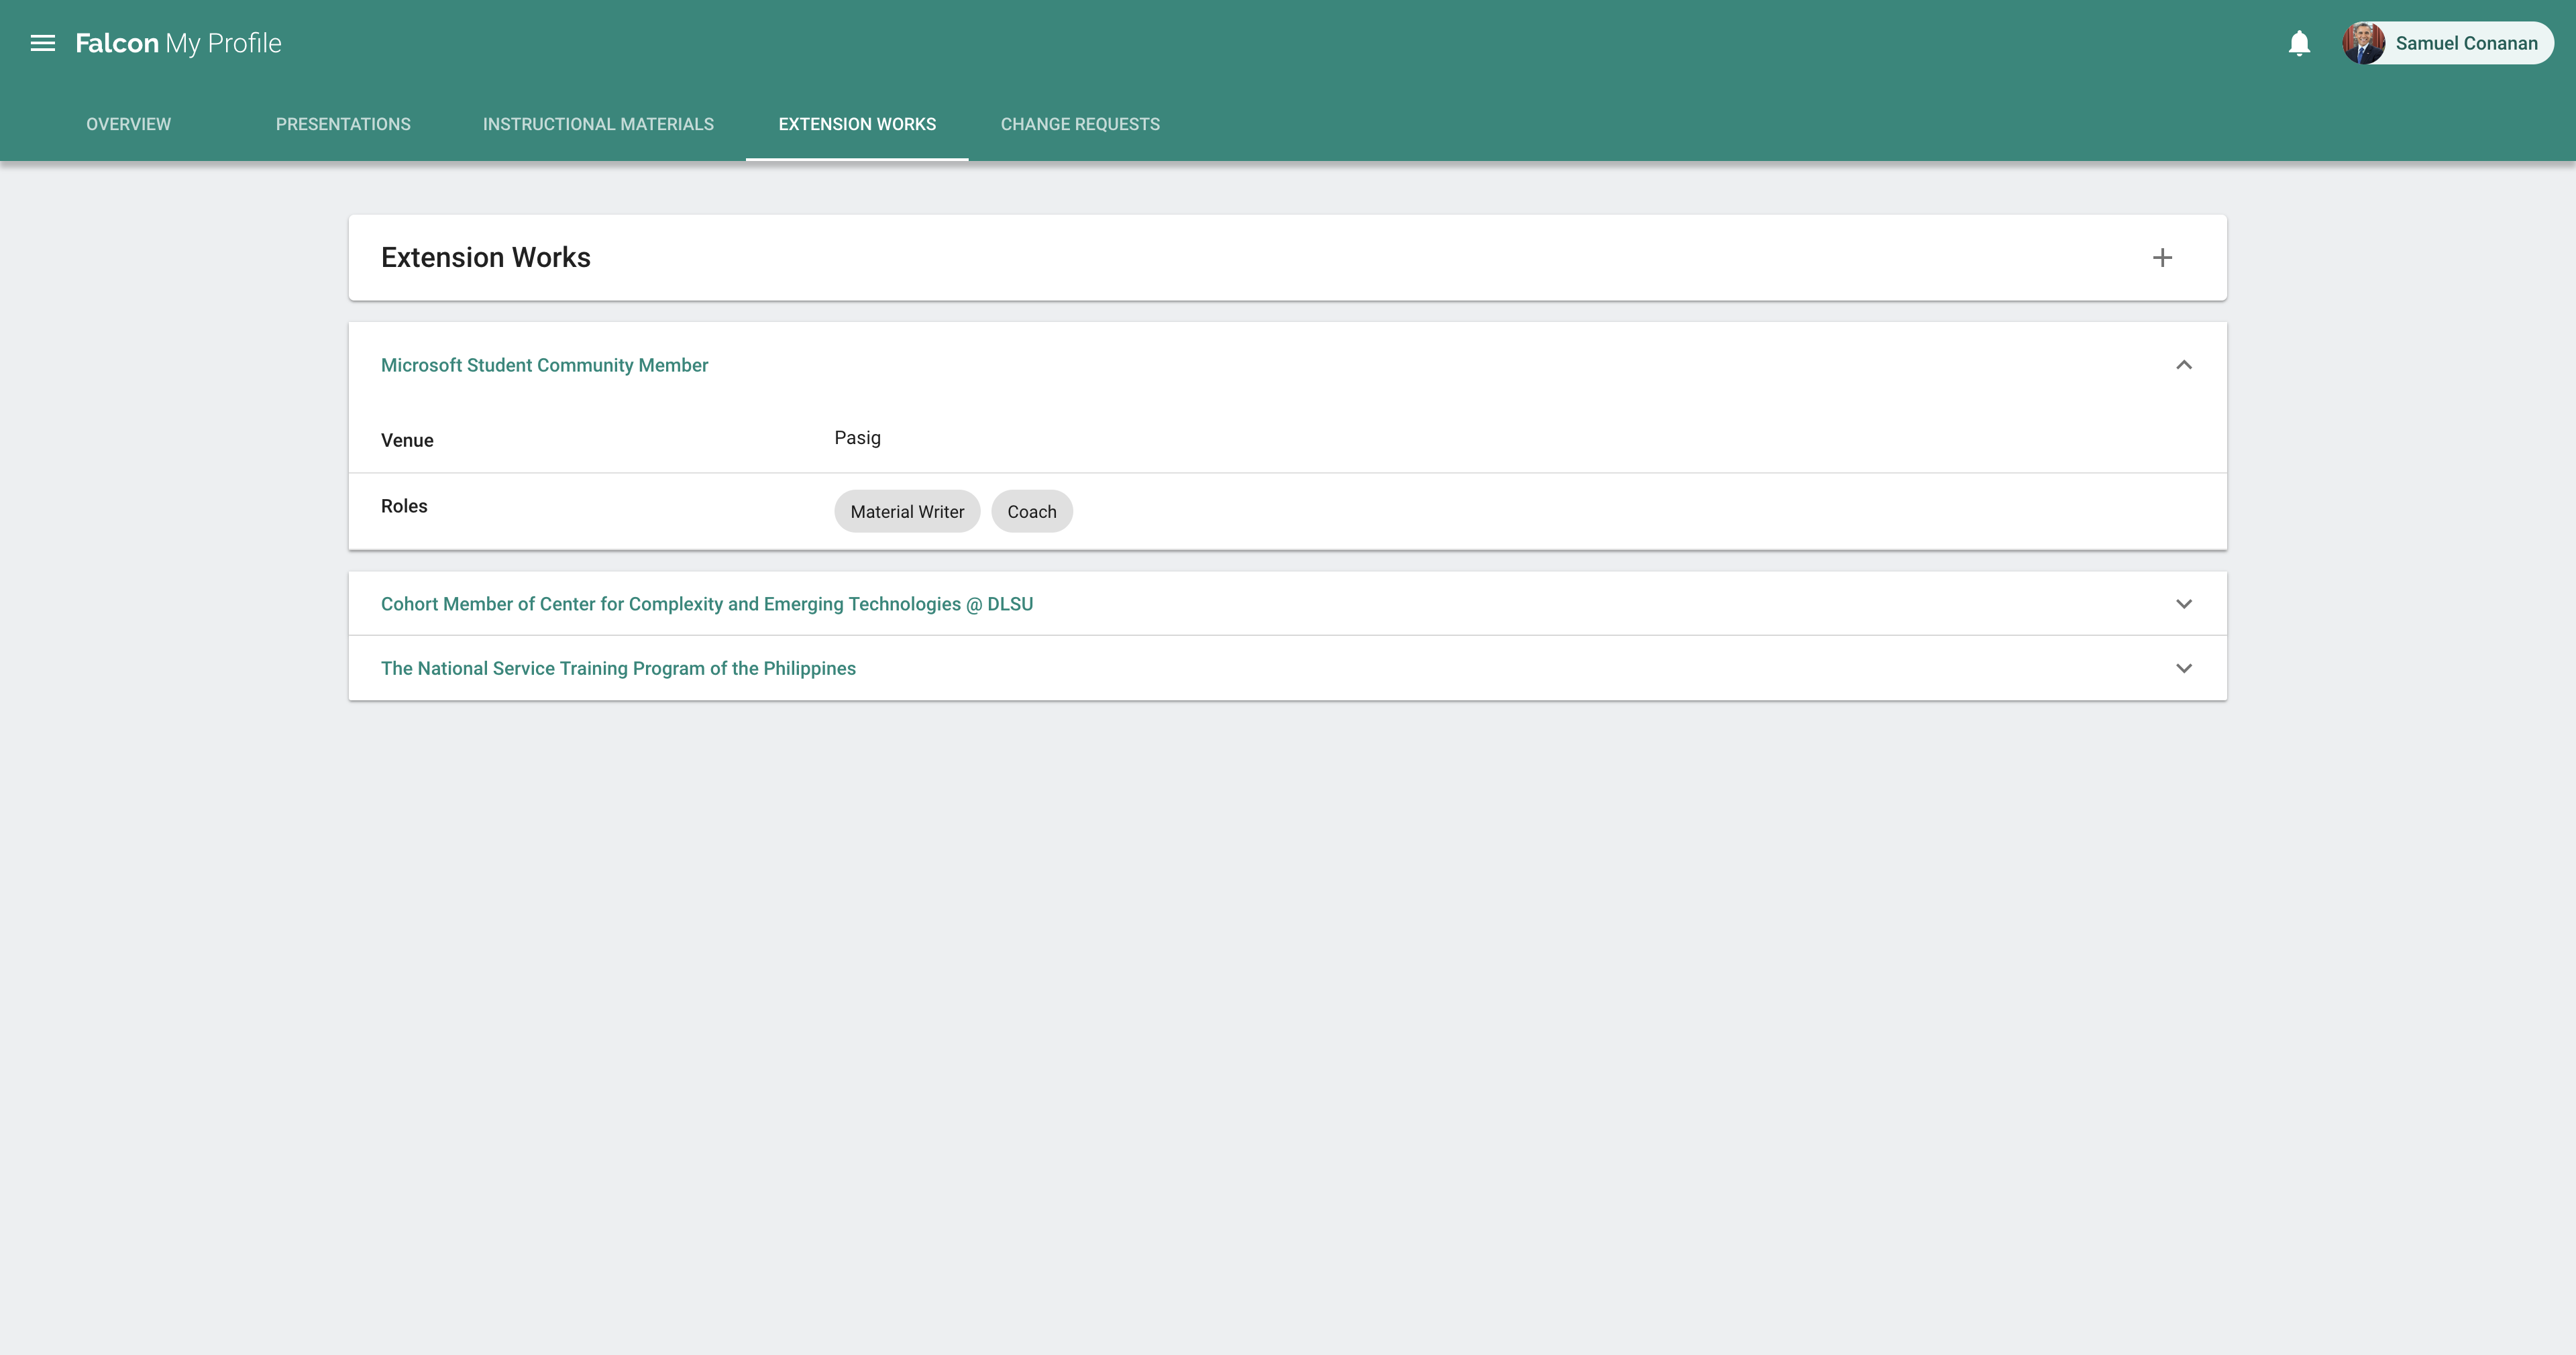 Falcon My Profile
Samuel Conanan
OVERVIEW PRESENTATIONS INSTRUCTIONAL MATERIALS EXTENSION WORKS CHANGE REQUESTS
Extension Works
Microsoft Student Community Member
Venue Pasig
Roles Material Writer Coach
Cohort Member of Center for Complexity and Emerging Technologies @ DLSU
The National Service Training Program of the Philippines